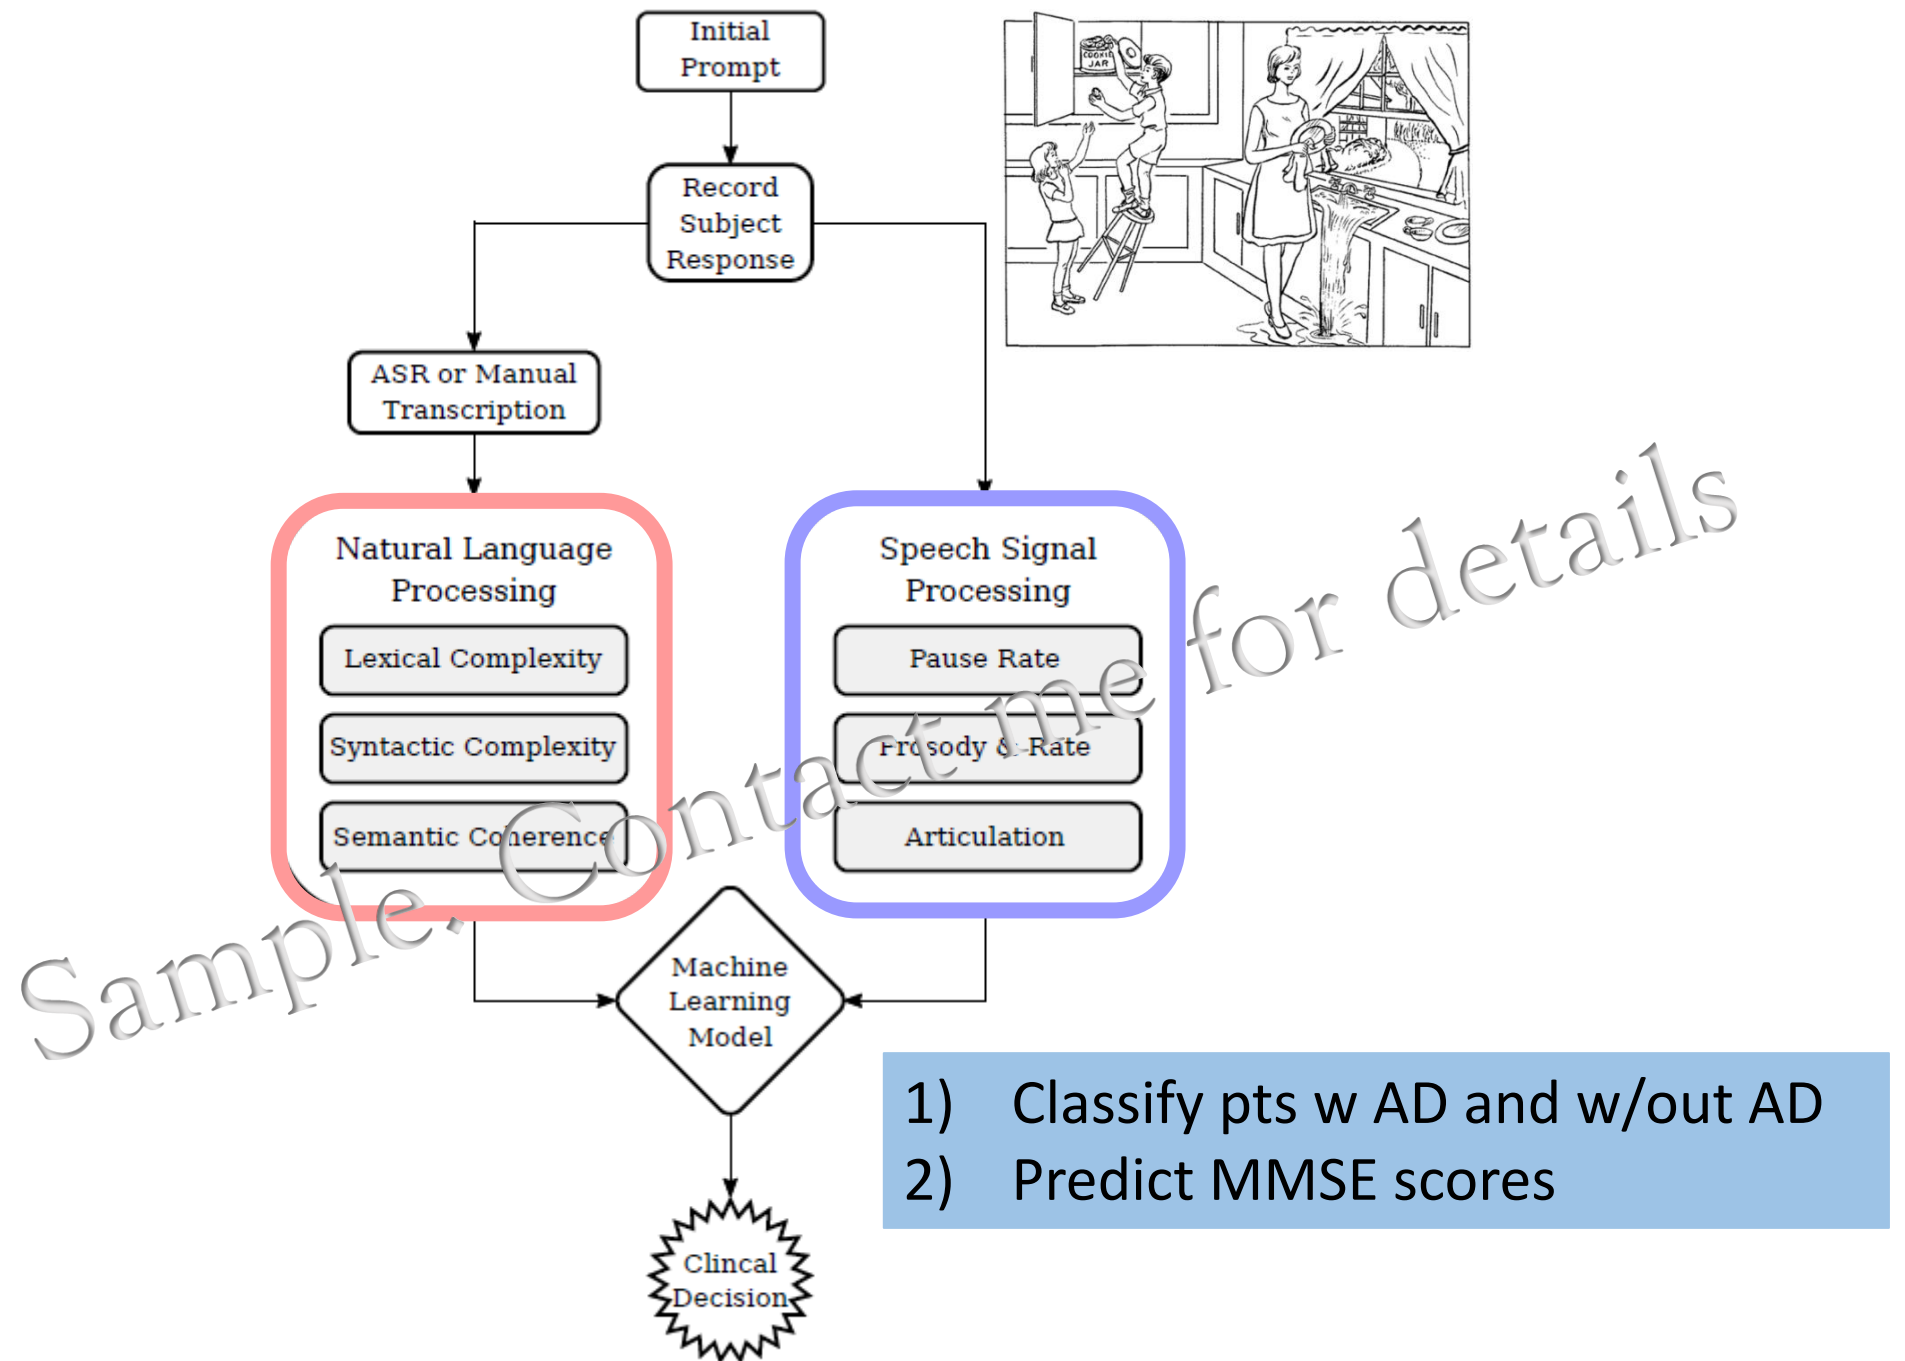 Initial
Prompt
COOKIE
JAR
Record
Subject
Response
ASR or Manual
Transcription
Natural Language
Processing
Lexical Complexity
Syntactic Complexity
Semantic Coherence
Speech Signal
Processing
Pause Rate
Prosody & Rate
Articulation
Sample. Contact me for details
Machine
Learning
Model
1) Classify pts w AD and w/out AD
2) Predict MMSE scores
Clincal
Decision